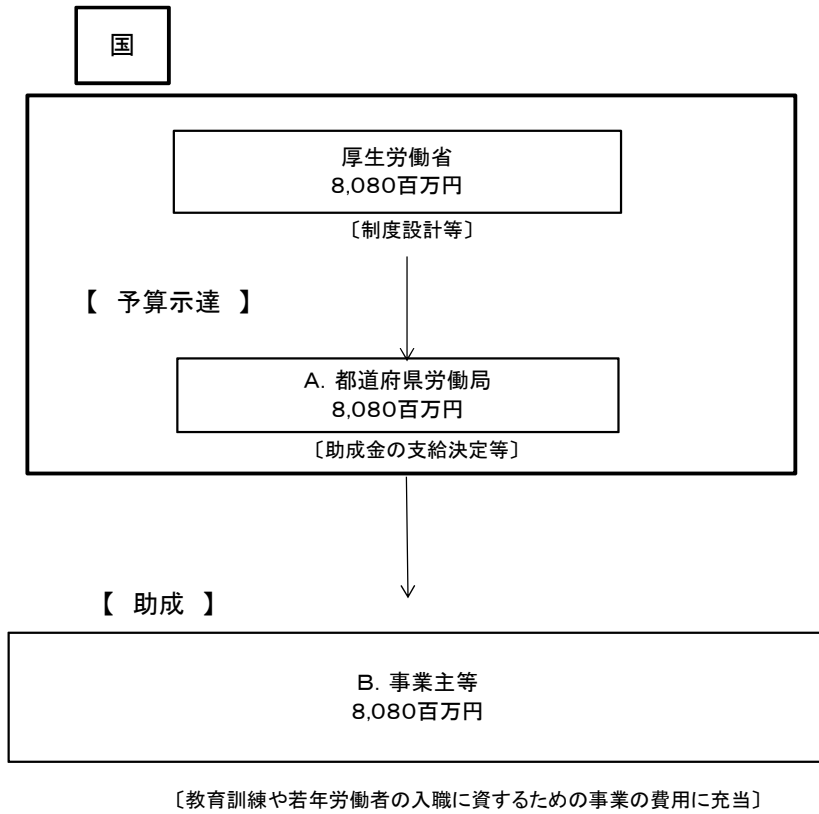 国
厚生労働省
8,080百万円
〔制度設計等〕
【 予算示達 】
A. 都道府県労働局
8,080百万円
〔助成金の支給決定等〕
【 助成 】
B. 事業主等
8,080百万円
〔教育訓練や若年労働者の入職に資するための事業の費用に充当〕